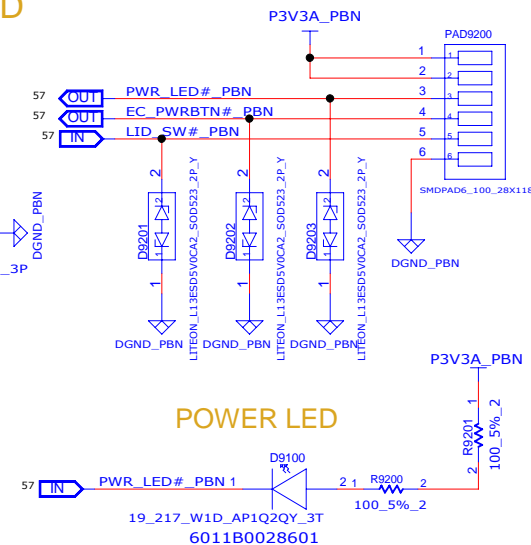 D
P3V3A_PBN
PAD9200
1 1
2 2
57 OUT PWR_LED#_PBN 3 3
57 OUT EC_PWRBTN#_PBN 4 4
57 IN LID_SW#_PBN 5 5
6 6
SMDPAD6_100_28X118
DGND_PBN
_3P
2 D9201 1 LITEON_L13ESD5V0CA2_SOD523_2P_Y
2 D9202 1 LITEON_L13ESD5V0CA2_SOD523_2P_Y
2 D9203 1 LITEON_L13ESD5V0CA2_SOD523_2P_Y
DGND_PBN
DGND_PBN DGND_PBN DGND_PBN
P3V3A_PBN
POWER LED
1 R9201 2 100_5%_2
57 IN PWR_LED#_PBN 1 D9100 2 1 R9200 2
100_5%_2
19_217_W1D_AP1Q2QY_3T
6011B0028601